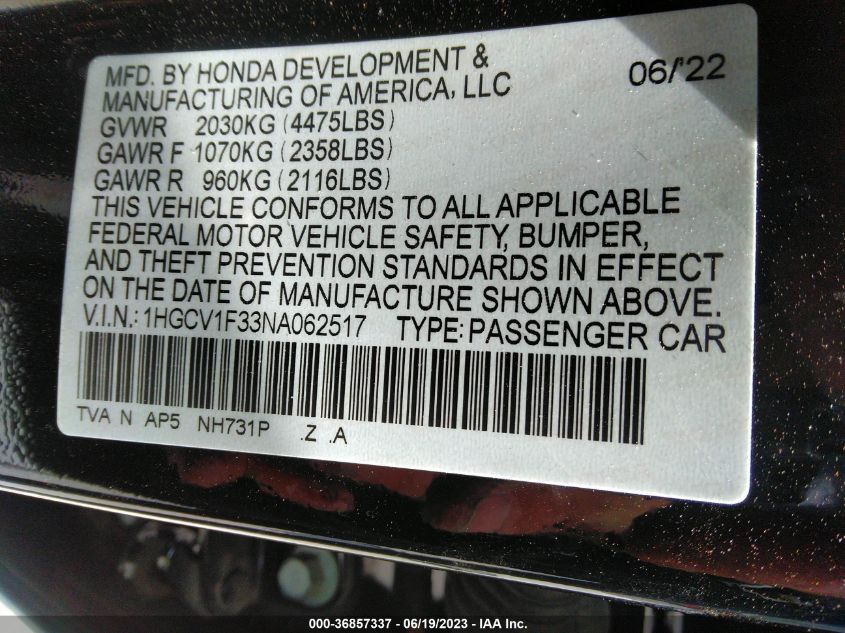 MFD. BY HONDA DEVELOPMENT & 06/'22
MANUFACTURING OF AMERICA, LLC
GVWR 2030KG (4475LBS)
GAWR F 1070KG (2358LBS)
GAWR R 960KG (2116LBS)
THIS VEHICLE CONFORMS TO ALL APPLICABLE
FEDERAL MOTOR VEHICLE SAFETY, BUMPER,
AND THEFT PREVENTION STANDARDS IN EFFECT
ON THE DATE OF MANUFACTURE SHOWN ABOVE.
V.I.N.: 1HGCV1F33NA062517 TYPE: PASSENGER CAR
TVA N AP5 NH731P .Z .A
000-36857337 - 06/19/2023 - IAA Inc.